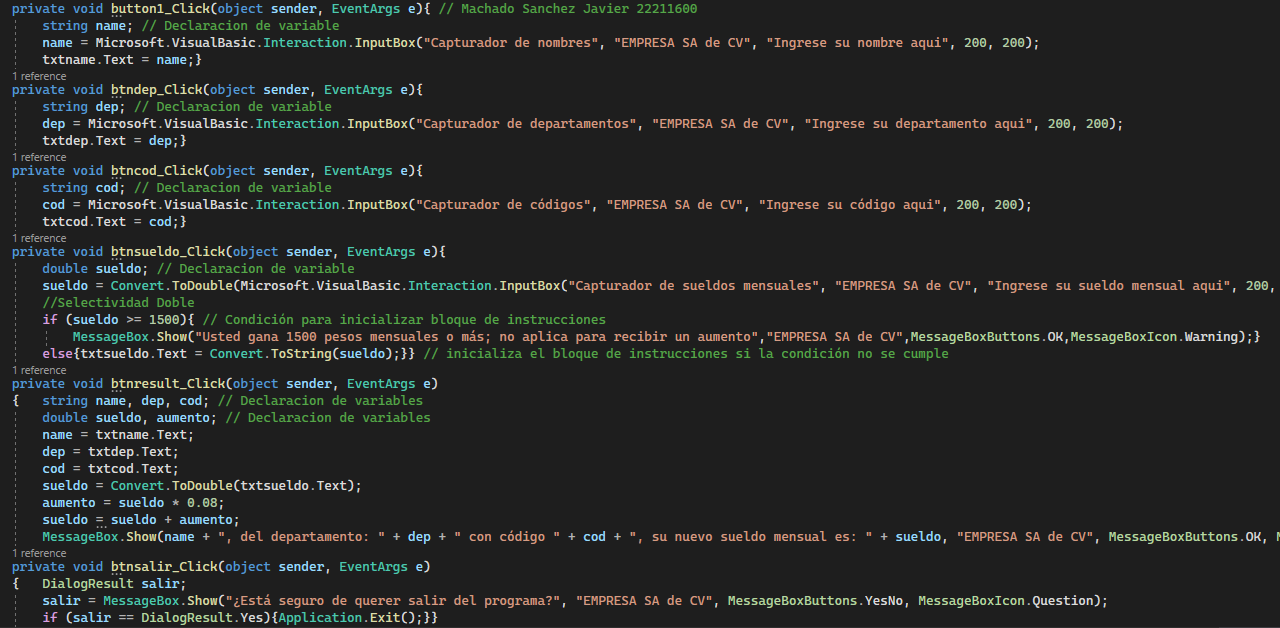 private void button1_Click(object sender, EventArgs e){ // Machado Sanchez Javier 22211600
string name; // Declaracion de variable
name = Microsoft.VisualBasic.Interaction.InputBox("Capturador de nombres", "EMPRESA SA de CV", "Ingrese su nombre aqui", 200, 200);
txtname.Text = name;}
1 reference
private void btndep_Click(object sender, EventArgs e){
string dep; // Declaracion de variable
dep = Microsoft.VisualBasic.Interaction.InputBox("Capturador de departamentos", "EMPRESA SA de CV", "Ingrese su departamento aqui", 200, 200);
txtdep.Text = dep;}
1 reference
private void btncod_Click(object sender, EventArgs e){
string cod; // Declaracion de variable
cod = Microsoft.VisualBasic.Interaction.InputBox("Capturador de códigos", "EMPRESA SA de CV", "Ingrese su código aqui", 200, 200);
txtcod.Text = cod;}
1 reference
private void btnsueldo_Click(object sender, EventArgs e){
double sueldo; // Declaracion de variable
sueldo = Convert.ToDouble(Microsoft.VisualBasic.Interaction.InputBox("Capturador de sueldos mensuales", "EMPRESA SA de CV", "Ingrese su sueldo mensual aqui", 200,
//Selectividad Doble
if (sueldo >= 1500){ // Condición para inicializar bloque de instrucciones
MessageBox.Show("Usted gana 1500 pesos mensuales o más; no aplica para recibir un aumento","EMPRESA SA de CV",MessageBoxButtons.OK,MessageBoxIcon.Warning);}
else{txtsueldo.Text = Convert.ToString(sueldo);}} // inicializa el bloque de instrucciones si la condición no se cumple
1 reference
private void btnresult_Click(object sender, EventArgs e)
{ string name, dep, cod; // Declaracion de variables
double sueldo, aumento; // Declaracion de variables
name = txtname.Text;
dep = txtdep.Text;
cod = txtcod.Text;
sueldo = Convert.ToDouble(txtsueldo.Text);
aumento = sueldo * 0.08;
sueldo = sueldo + aumento;
MessageBox.Show(name + ", del departamento: " + dep + " con código " + cod + ", su nuevo sueldo mensual es: " + sueldo, "EMPRESA SA de CV", MessageBoxButtons.OK,
1 reference
private void btnsalir_Click(object sender, EventArgs e)
{ DialogResult salir;
salir = MessageBox.Show("¿Está seguro de querer salir del programa?", "EMPRESA SA de CV", MessageBoxButtons.YesNo, MessageBoxIcon.Question);
if (salir == DialogResult.Yes){Application.Exit();}}